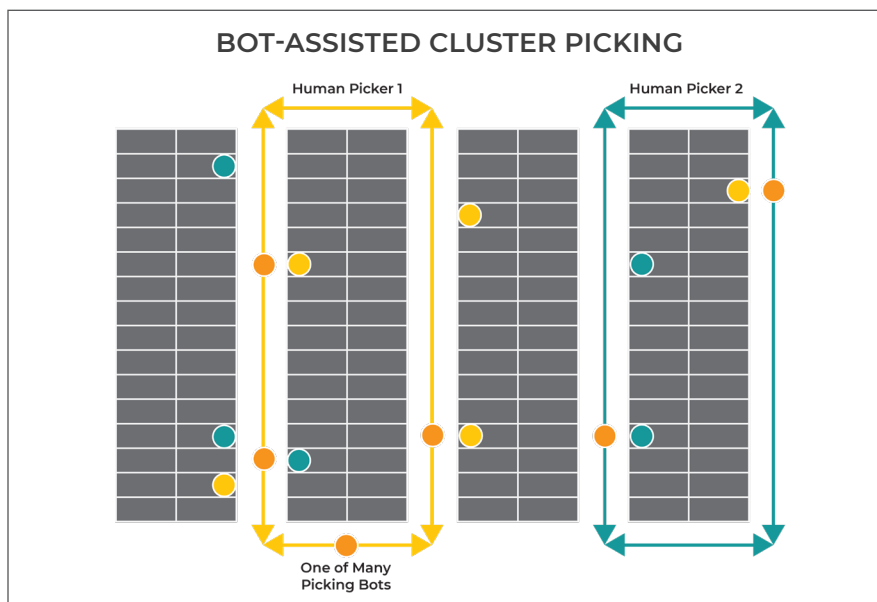 BOT-ASSISTED CLUSTER PICKING
Human Picker 1
Human Picker 2
One of Many
Picking Bots